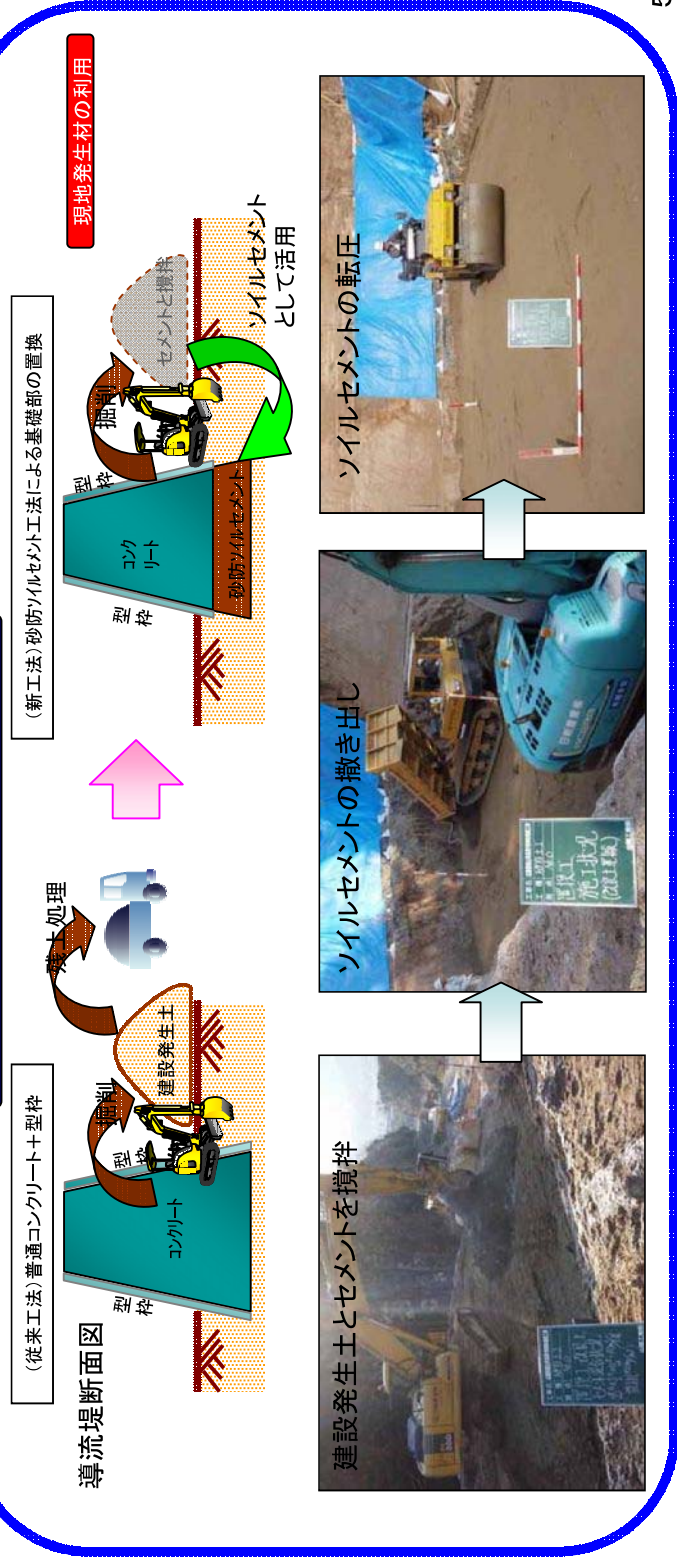 導流堤断面図
(従来工法)普通コンクリート+型枠
型枠
コンクリート
型枠
掘削
建設発生土
残土処理
(新工法)砂防ソイルセメント工法による基礎部の置換
型枠
コンク
リート
型枠
砂防ソイルセメント
掘削
セメントと攪拌
ソイルセメント
として活用
現地発生材の利用
建設発生土とセメントを攪拌
ソイルセメントの撒き出し
施工状況
ソイルセメントの転圧